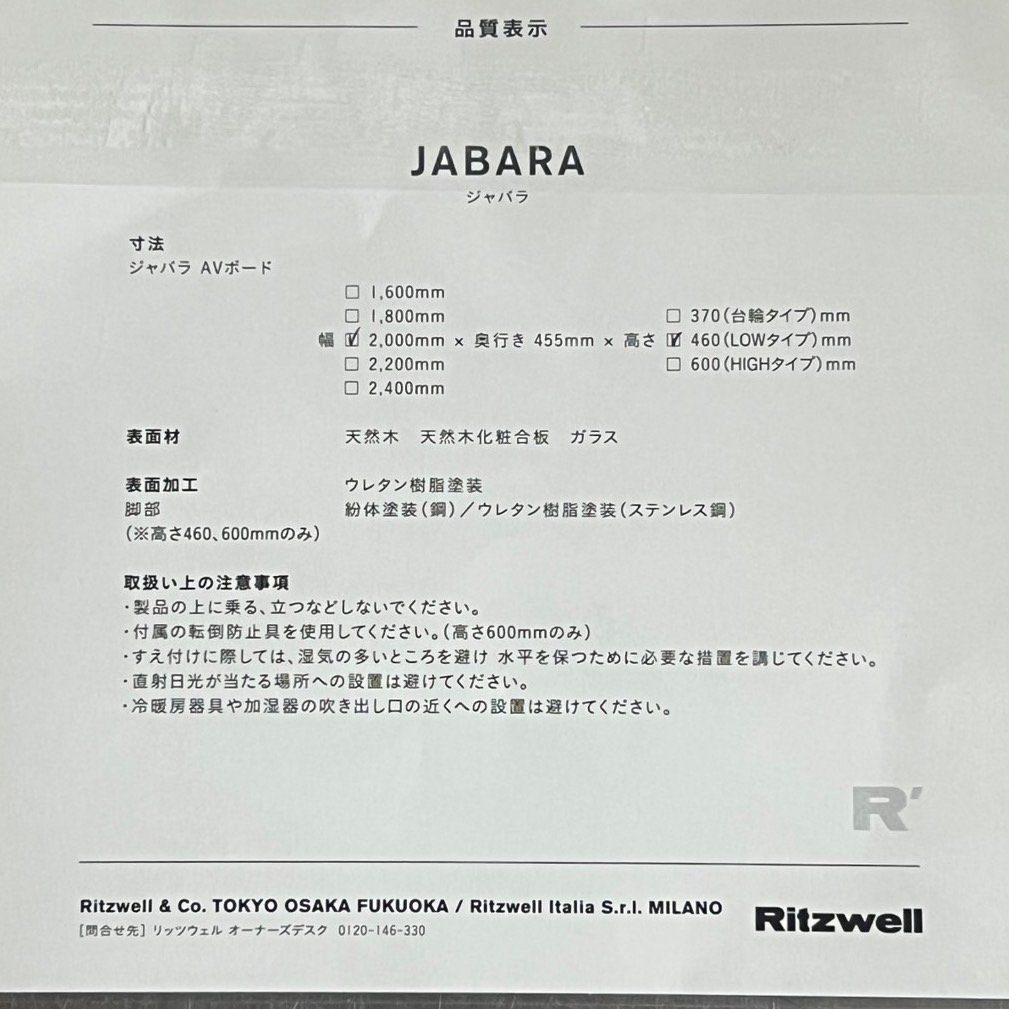 品質表示
JABARA
ジャバラ
寸法
ジャバラ AVボード
□ 1,600mm
□ 1,800mm □ 370(台輪タイプ)mm
幅 ☑ 2,000mm × 奥行き 455mm × 高さ ☑ 460(LOWタイプ)mm
□ 2,200mm □ 600(HIGHタイプ)mm
□ 2,400mm
表面材 天然木 天然木化粧合板 ガラス
表面加工 ウレタン樹脂塗装
脚部 紛体塗装(鋼)/ウレタン樹脂塗装(ステンレス鋼)
(※高さ460、600mmのみ)
取扱い上の注意事項
・製品の上に乗る、立つなどしないでください。
・付属の転倒防止具を使用してください。(高さ600mmのみ)
・すえ付けに際しては、湿気の多いところを避け 水平を保つために必要な措置を講じてください。
・直射日光が当たる場所への設置は避けてください。
・冷暖房器具や加湿器の吹き出し口の近くへの設置は避けてください。
R'
Ritzwell & Co. TOKYO OSAKA FUKUOKA / Ritzwell Italia S.r.l. MILANO
[問合せ先] リッツウェル オーナーズデスク 0120-146-330
Ritzwell